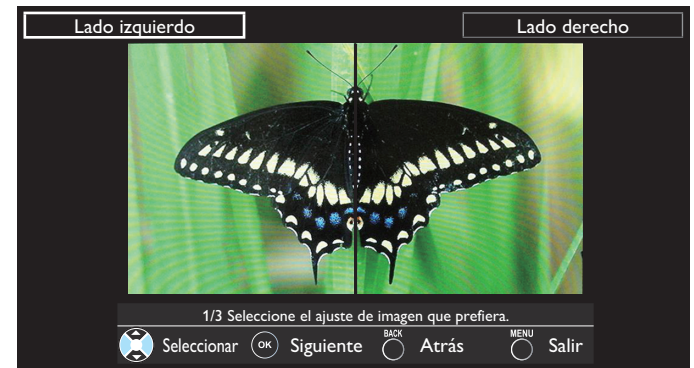 Lado izquierdo
Lado derecho
1/3 Seleccione el ajuste de imagen que prefiera.
Seleccionar OK Siguiente BACK Atrás MENU Salir